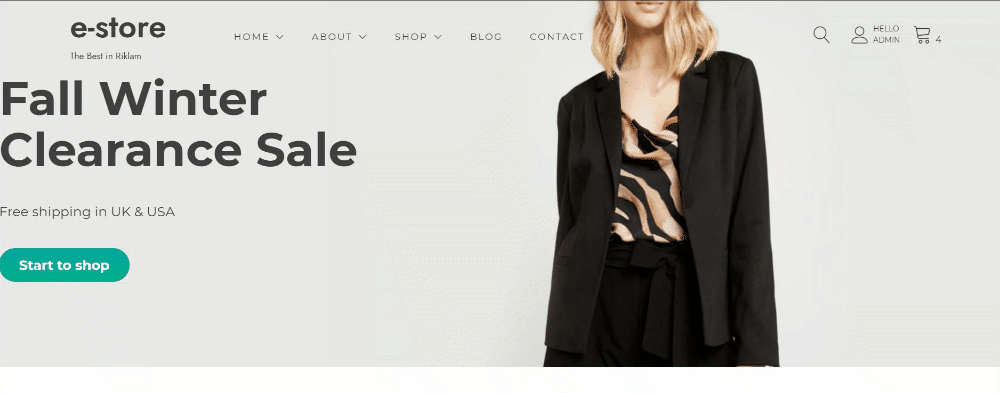 e-store
The Best in Riklam
HOME
ABOUT
SHOP
BLOG
CONTACT
HELLO
ADMIN
4
Fall Winter
Clearance Sale
Free shipping in UK & USA
Start to shop